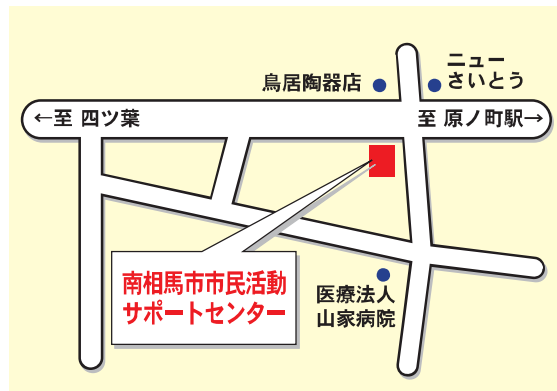 ニュー
さいとう
鳥居陶器店
←至 四ツ葉
至 原ノ町駅→
南相馬市市民活動
サポートセンター
医療法人
山家病院